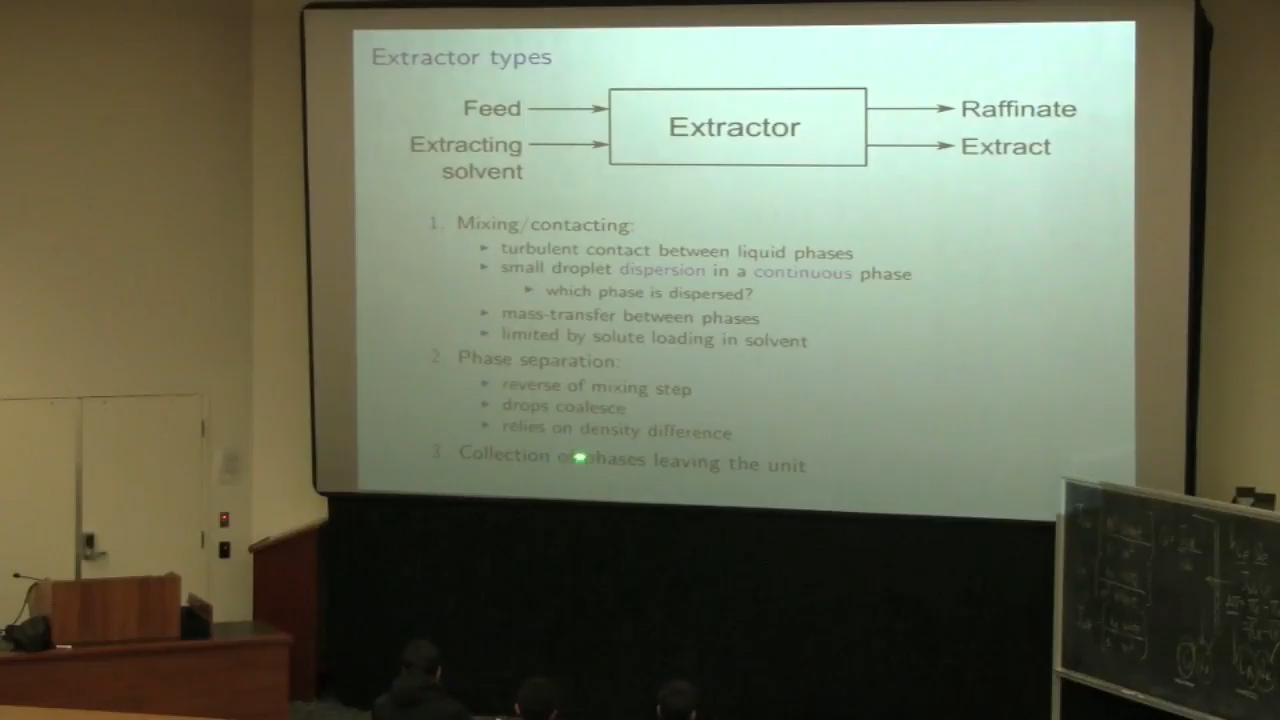 Extractor types
Feed
Raffinate
Extractor
Extracting
solvent
Extract
1. Mixing/contacting:
turbulent contact between liquid phases
small droplet dispersion in a continuous phase
which phase is dispersed?
mass-transfer between phases
limited by solute loading in solvent
2. Phase separation:
reverse of mixing step
drops coalesce
relies on density difference
3. Collection of phases leaving the unit